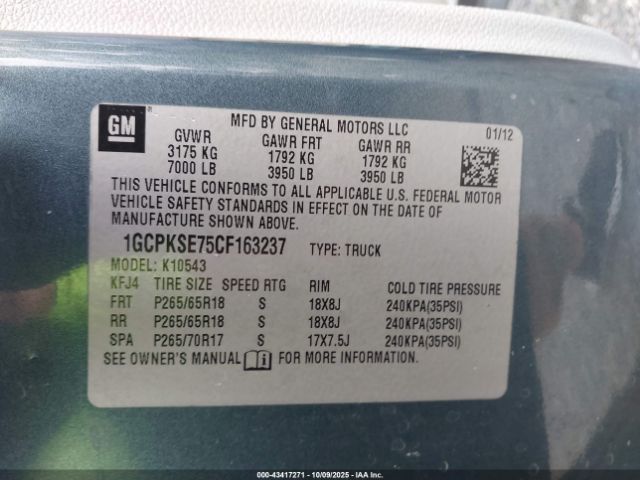 GM
MFD BY GENERAL MOTORS LLC 01/12
GVWR GAWR FRT GAWR RR
3175 KG 1792 KG 1792 KG
7000 LB 3950 LB 3950 LB
THIS VEHICLE CONFORMS TO ALL APPLICABLE U.S. FEDERAL MOTOR
VEHICLE SAFETY STANDARDS IN EFFECT ON THE DATE OF
MANUFACTURE SHOWN ABOVE.
1GCPKSE75CF163237 TYPE: TRUCK
MODEL: K10543
KFJ4 TIRE SIZE SPEED RTG RIM COLD TIRE PRESSURE
FRT P265/65R18 S 18X8J 240KPA(35PSI)
RR P265/65R18 S 18X8J 240KPA(35PSI)
SPA P265/70R17 S 17X7.5J 240KPA(35PSI)
SEE OWNER'S MANUAL FOR MORE INFORMATION.
00 - 43417271 - 10/09/2025 - IAA Inc.